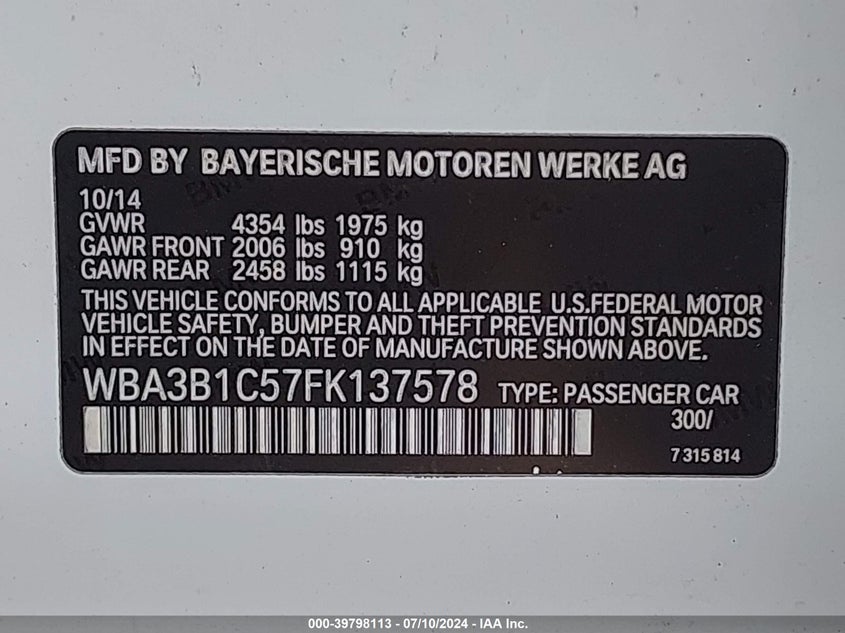 MFD BY BAYERISCHE MOTOREN WERKE AG
10/14
GVWR 4354 lbs 1975 kg
GAWR FRONT 2006 lbs 910 kg
GAWR REAR 2458 lbs 1115 kg
THIS VEHICLE CONFORMS TO ALL APPLICABLE U.S.FEDERAL MOTOR
VEHICLE SAFETY, BUMPER AND THEFT PREVENTION STANDARDS
IN EFFECT ON THE DATE OF MANUFACTURE SHOWN ABOVE.
WBA3B1C57FK137578 TYPE: PASSENGER CAR
300/
7 315 814
000-39798113 - 07/10/2024 - IAA Inc.